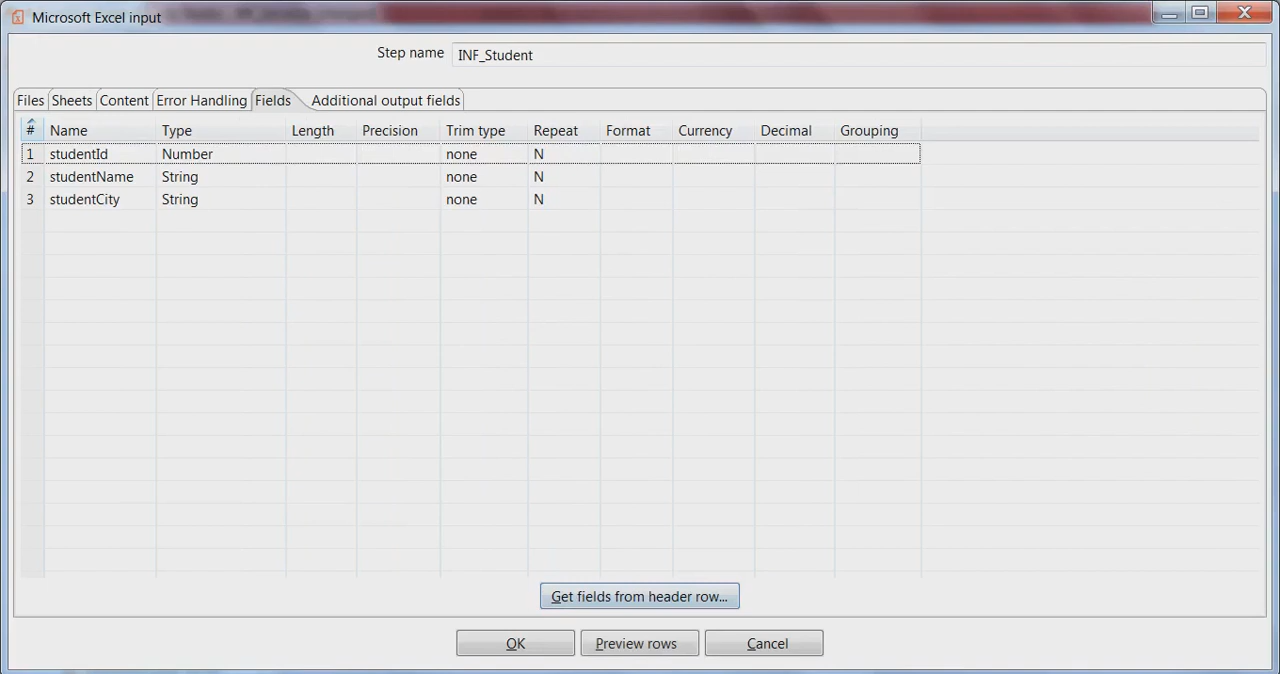 Microsoft Excel input
Step name INF_Student
Files Sheets Content Error Handling Fields Additional output fields
# Name Type Length Precision Trim type Repeat Format Currency Decimal Grouping
1 studentId Number none N
2 studentName String none N
3 studentCity String none N
Get fields from header row...
OK Preview rows Cancel